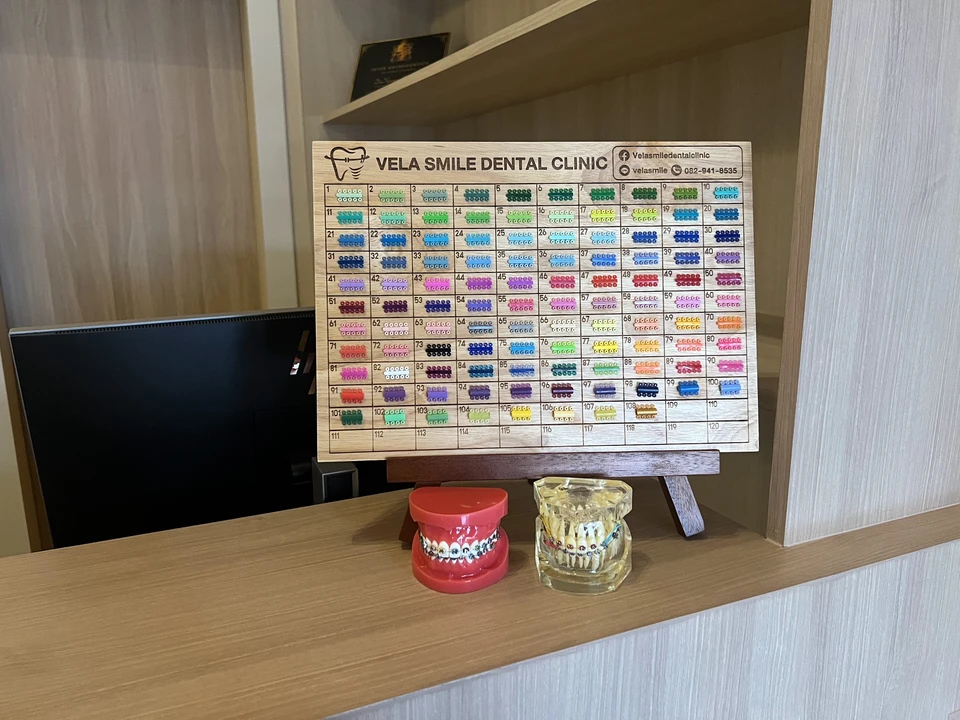 VELA SMILE DENTAL CLINIC
Velasmiledentalclinic
velasmile 082-941-8535
1 2 3 4 5 6 7 8 9 10
11 12 13 14 15 16 17 18 19 20
21 22 23 24 25 26 27 28 29 30
31 32 33 34 35 36 37 38 39 40
41 42 43 44 45 46 47 48 49 50
51 52 53 54 55 56 57 58 59 60
61 62 63 64 65 66 67 68 69 70
71 72 73 74 75 76 77 78 79 80
81 82 83 84 85 86 87 88 89 90
91 92 93 94 95 96 97 98 99 100
101 102 103 104 105 106 107 108 109 110
111 112 113 114 115 116 117 118 119 120